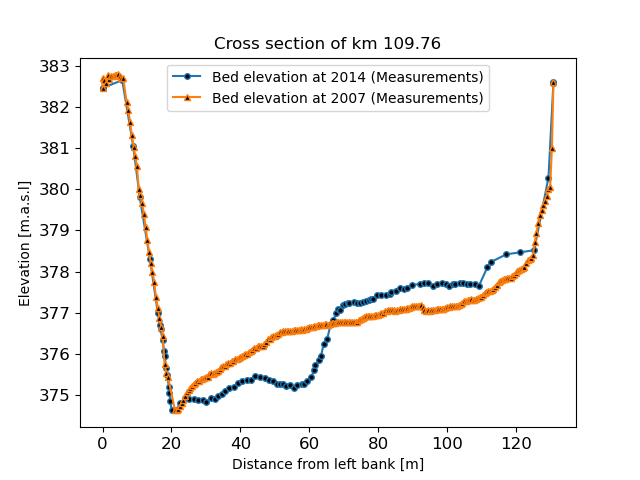 Cross section of km 109.76
Bed elevation at 2014 (Measurements)
Bed elevation at 2007 (Measurements)
Elevation [m.a.s.l]
383
382
381
380
379
378
377
376
375
0 20 40 60 80 100 120
Distance from left bank [m]